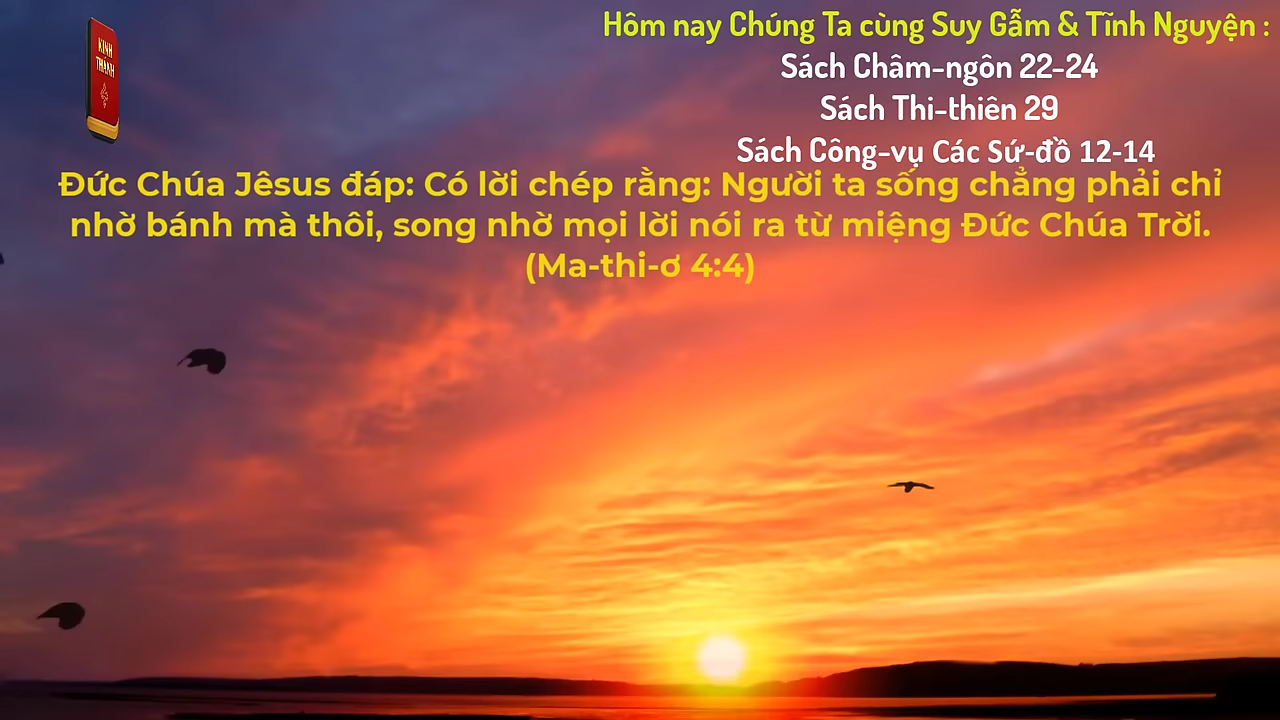 Hôm nay Chúng Ta cùng Suy Gẫm & Tĩnh Nguyện :
Sách Châm-ngôn 22-24
Sách Thi-thiên 29
Sách Công-vụ Các Sứ-đồ 12-14
KINH
THÁNH
Đức Chúa Jêsus đáp: Có lời chép rằng: Người ta sống chẳng phải chỉ
nhờ bánh mà thôi, song nhờ mọi lời nói ra từ miệng Đức Chúa Trời.
(Ma-thi-ơ 4:4)